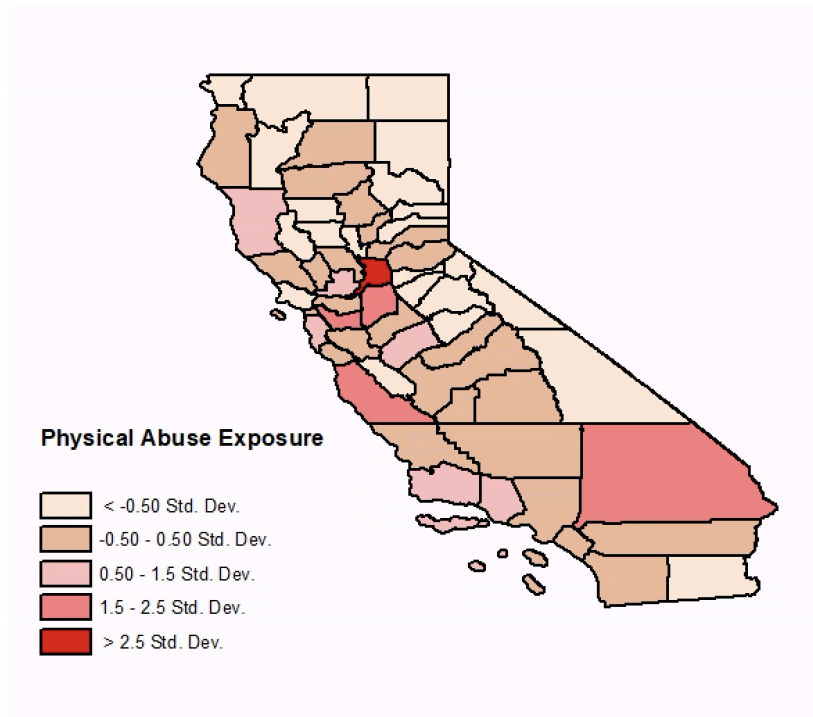 Physical Abuse Exposure
< -0.50 Std. Dev.
-0.50 - 0.50 Std. Dev.
0.50 - 1.5 Std. Dev.
1.5 - 2.5 Std. Dev.
> 2.5 Std. Dev.